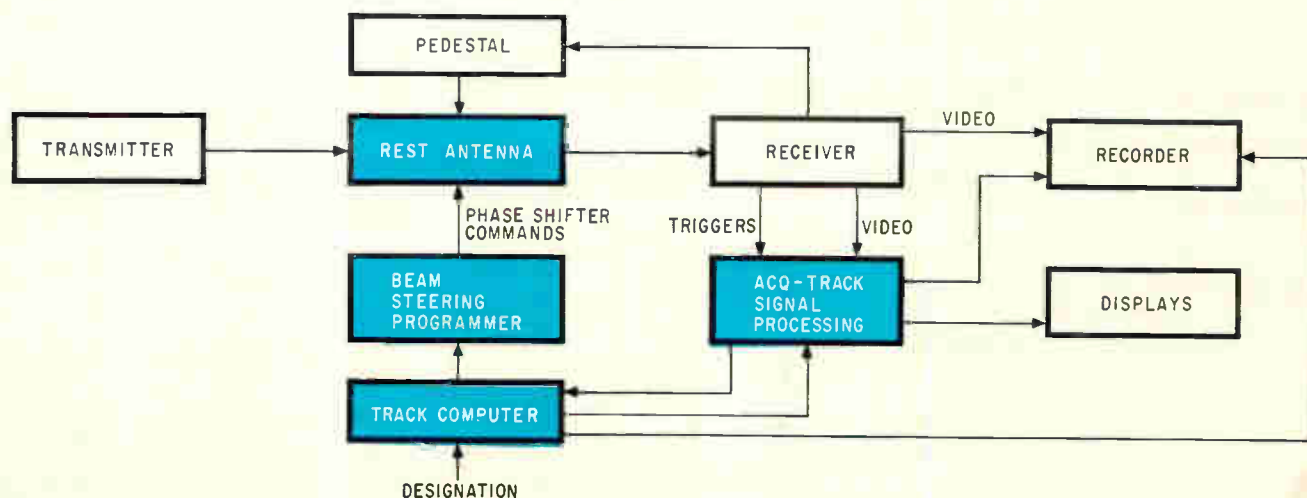 PEDESTAL
TRANSMITTER
REST ANTENNA
RECEIVER
VIDEO
RECORDER
PHASE SHIFTER
COMMANDS
TRIGGERS
VIDEO
BEAM
STEERING
PROGRAMMER
ACQ-TRACK
SIGNAL
PROCESSING
DISPLAYS
TRACK COMPUTER
DESIGNATION